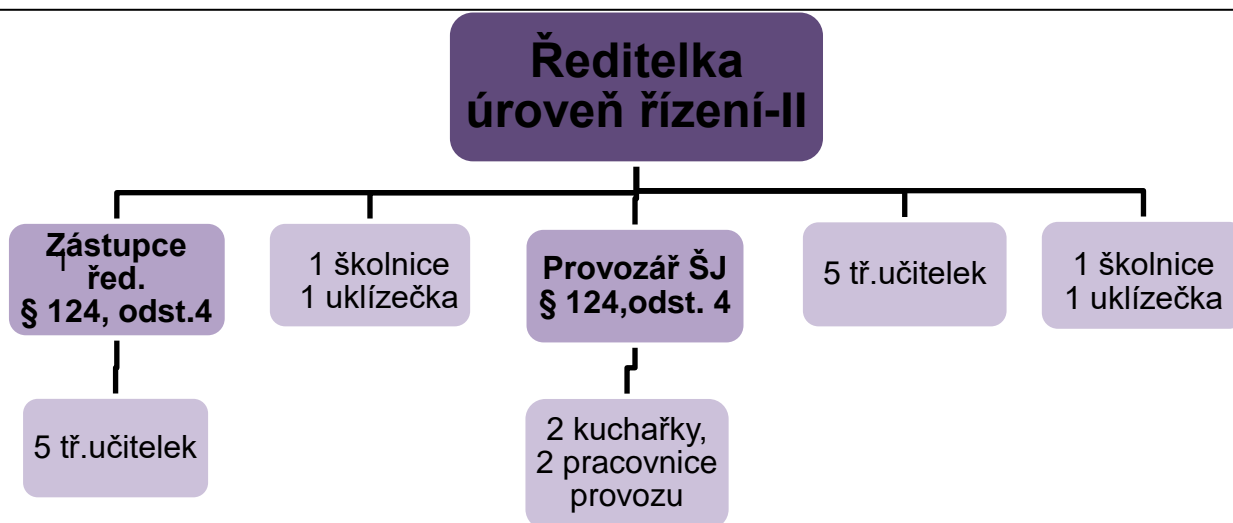 Ředitelka
úroveň řízení-II
Zástupce
řed.
§ 124, odst.4
1
1 školnice
1 uklízečka
Provozář ŠJ
§ 124,odst. 4
5 tř.učitelek
1 školnice
1 uklízečka
5 tř.učitelek
2 kuchařky,
2 pracovnice
provozu